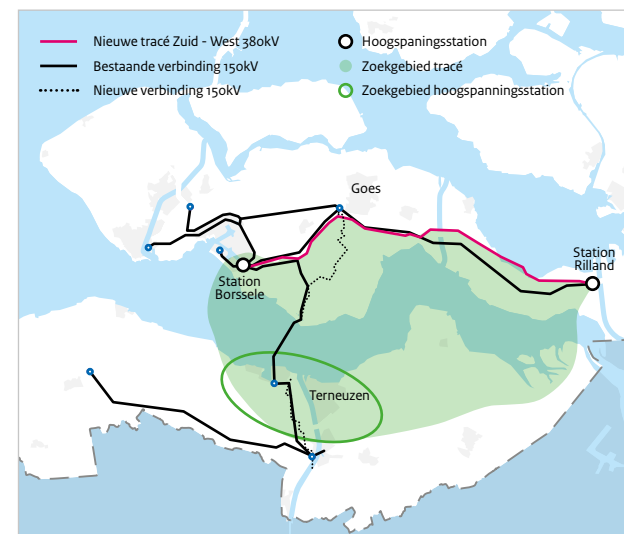 Nieuwe tracé Zuid - West 380kV
Bestaande verbinding 150kV
Nieuwe verbinding 150kV
Hoogspaningsstation
Zoekgebied tracé
Zoekgebied hoogspanningsstation
Goes
Station
Rilland
Station
Borssele
Terneuzen